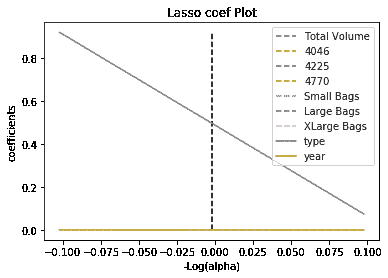 Lasso coef Plot
Total Volume
4046
4225
4770
Small Bags
Large Bags
XLarge Bags
type
year
coefficients
0.8
0.6
0.4
0.2
0.0
−0.100 −0.075 −0.050 −0.025 0.000 0.025 0.050 0.075 0.100
-Log(alpha)